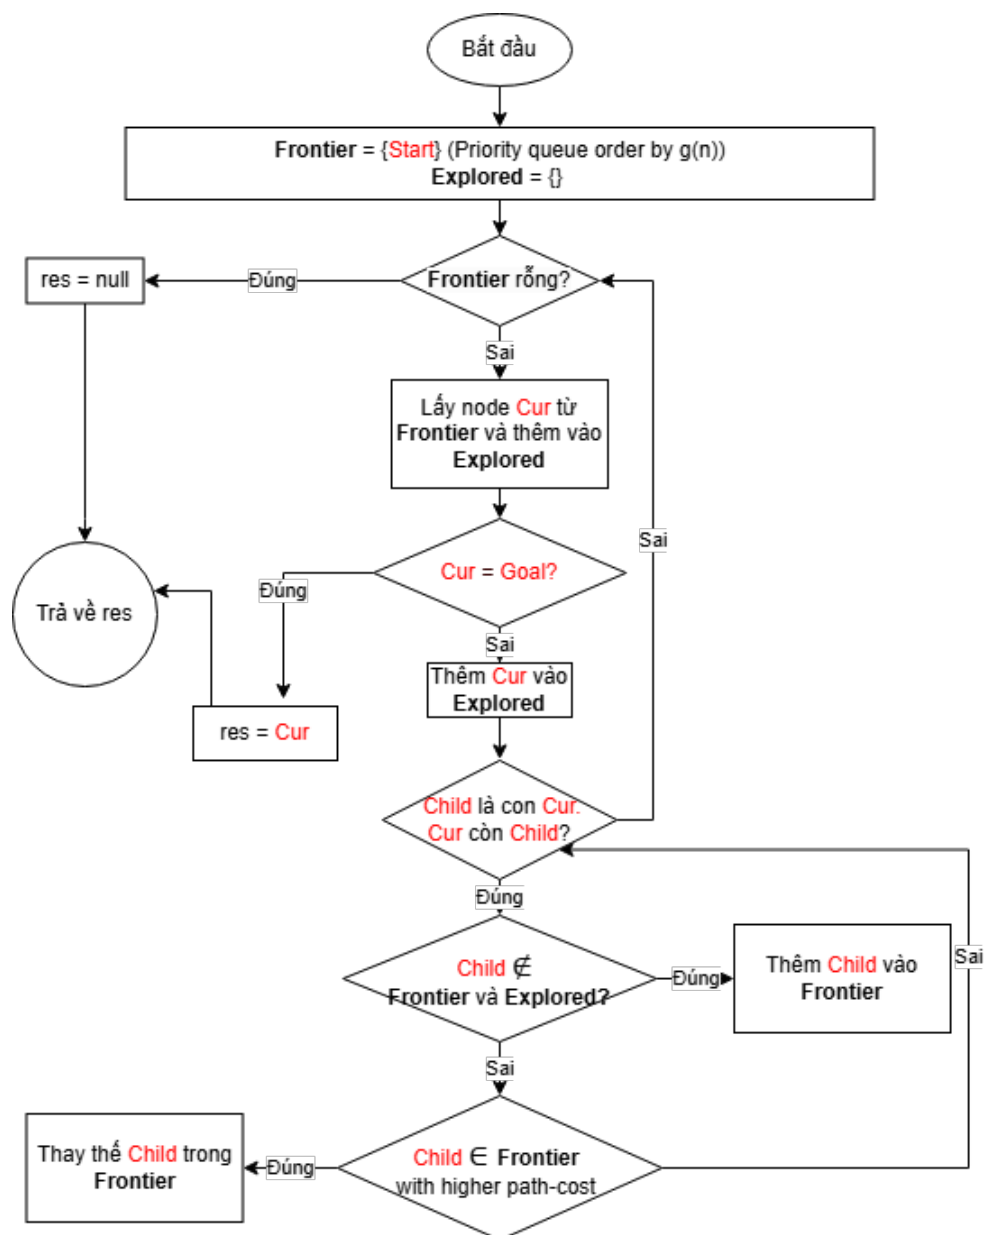 Bắt đầu
Frontier = {Start} (Priority queue order by g(n))
Explored = {}
res = null
Đúng
Frontier rỗng?
Sai
Lấy node Cur từ
Frontier và thêm vào
Explored
Sai
Cur = Goal?
Đúng
Trả về res
Sai
Thêm Cur vào
Explored
res = Cur
Child là con Cur.
Cur còn Child?
Đúng
Child ∉
Frontier và Explored?
Đúng
Thêm Child vào
Frontier
Sai
Sai
Thay thế Child trong
Frontier
Đúng
Child ∈ Frontier
with higher path-cost